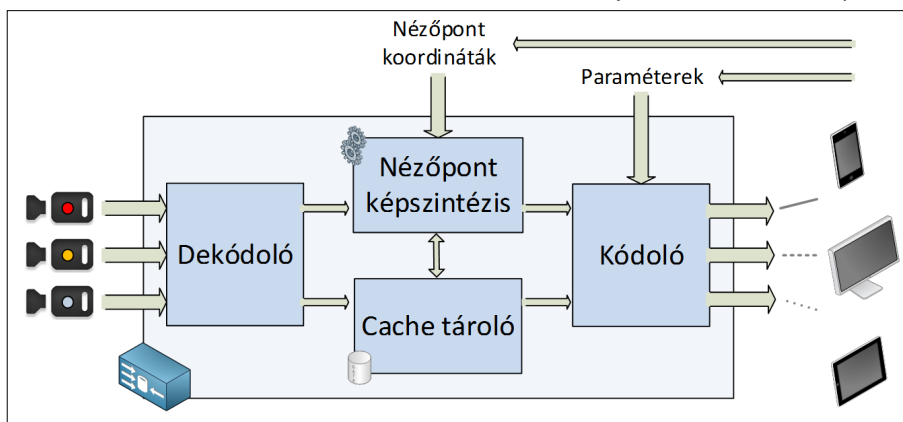 Nézőpont
koordináták
Paraméterek
Nézőpont
képszintézis
Dekódoló
Kódoló
Cache tároló